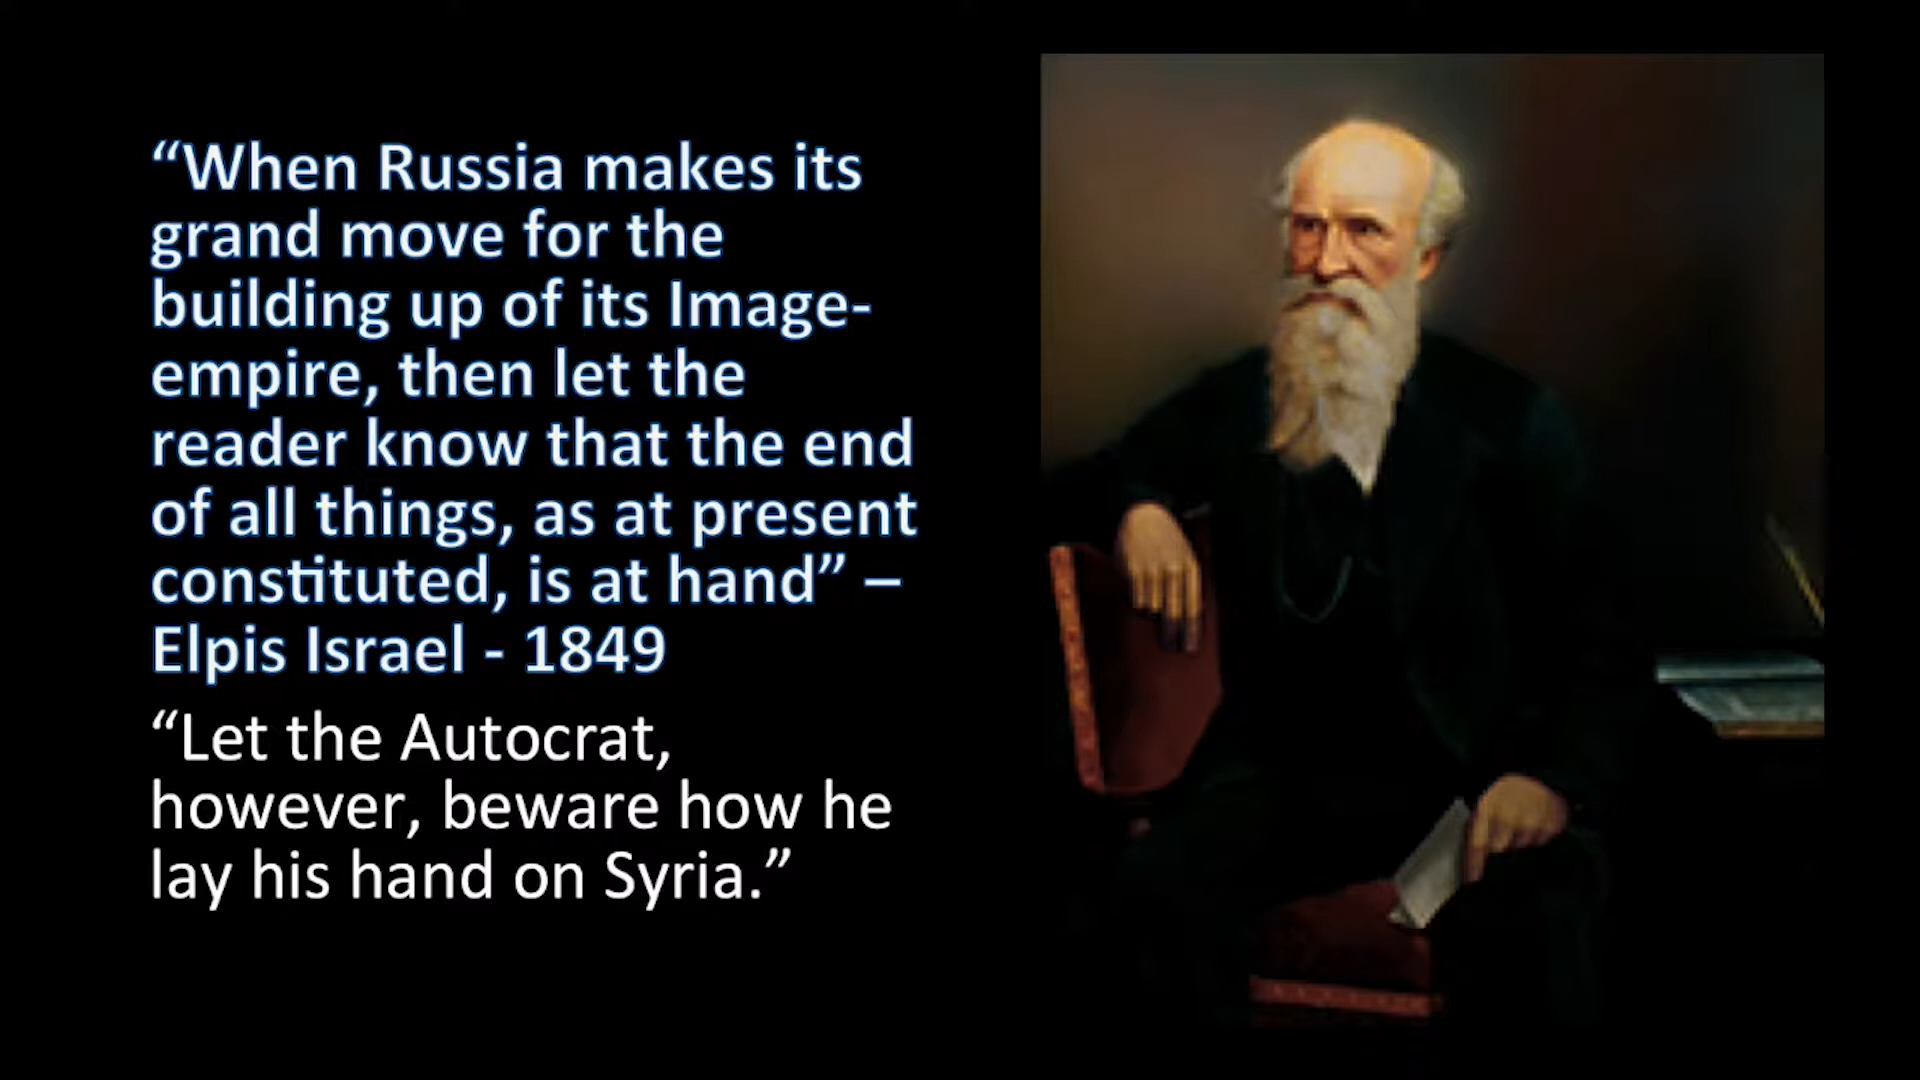 “When Russia makes its
grand move for the
building up of its Image-
empire, then let the
reader know that the end
of all things, as at present
constituted, is at hand” –
Elpis Israel - 1849
“Let the Autocrat,
however, beware how he
lay his hand on Syria.”